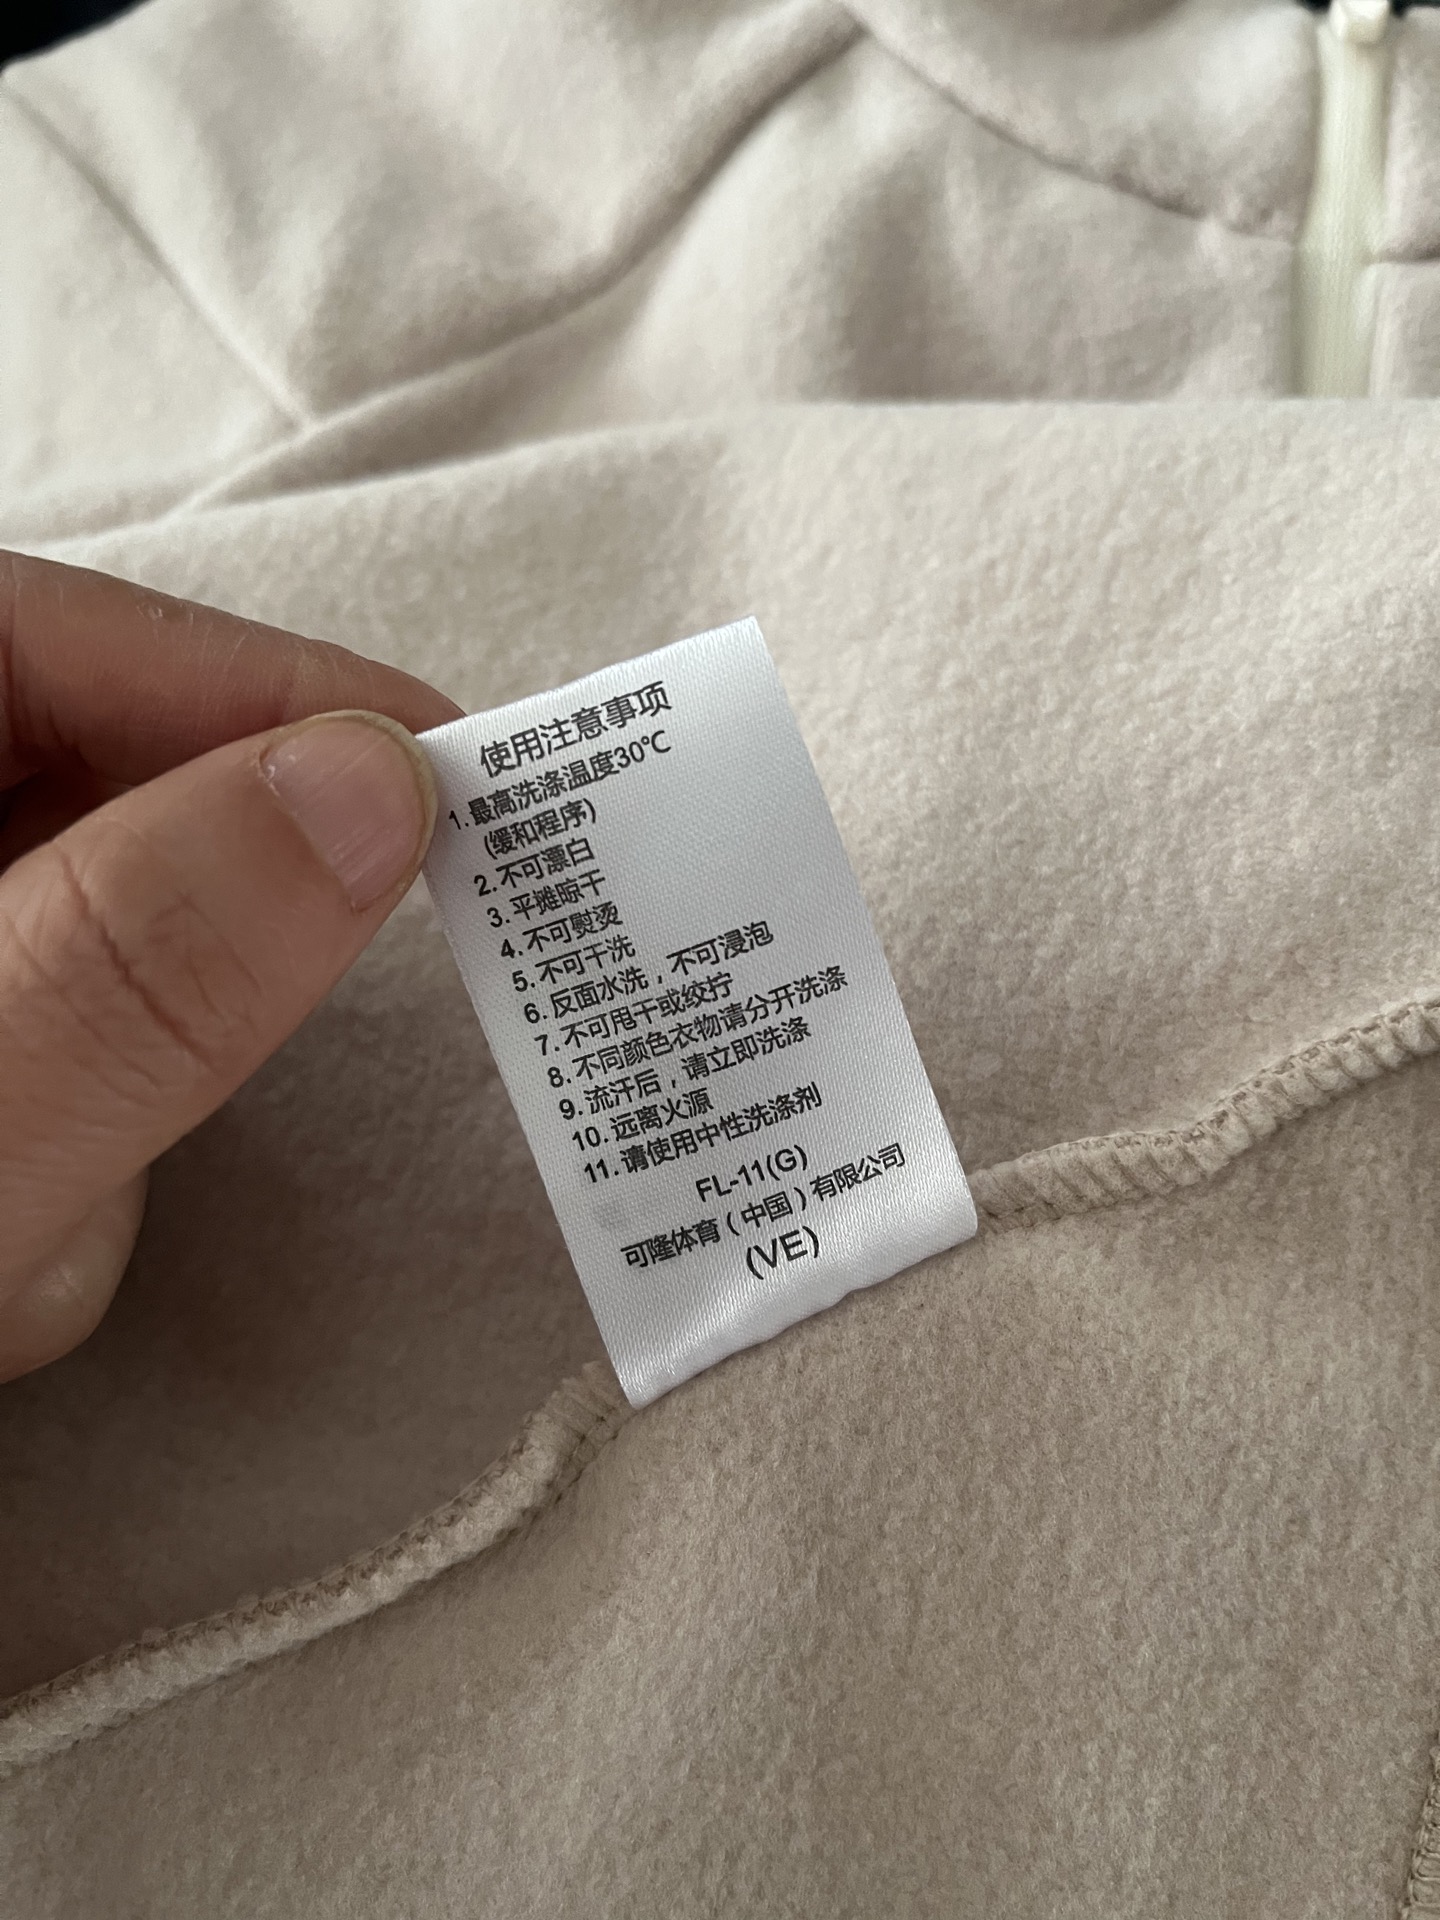 使用注意事项
1.最高洗涤温度30℃
(缓和程序)
2.不可漂白
3.平摊晾干
4.不可熨烫
5.不可干洗
6.反面水洗，不可浸泡
7.不可甩干或绞拧
8.不同颜色衣物请分开洗涤
9.流汗后，请立即洗涤
10.远离火源
11.请使用中性洗涤剂
FL-11(G)
可隆体育（中国）有限公司
(VE)